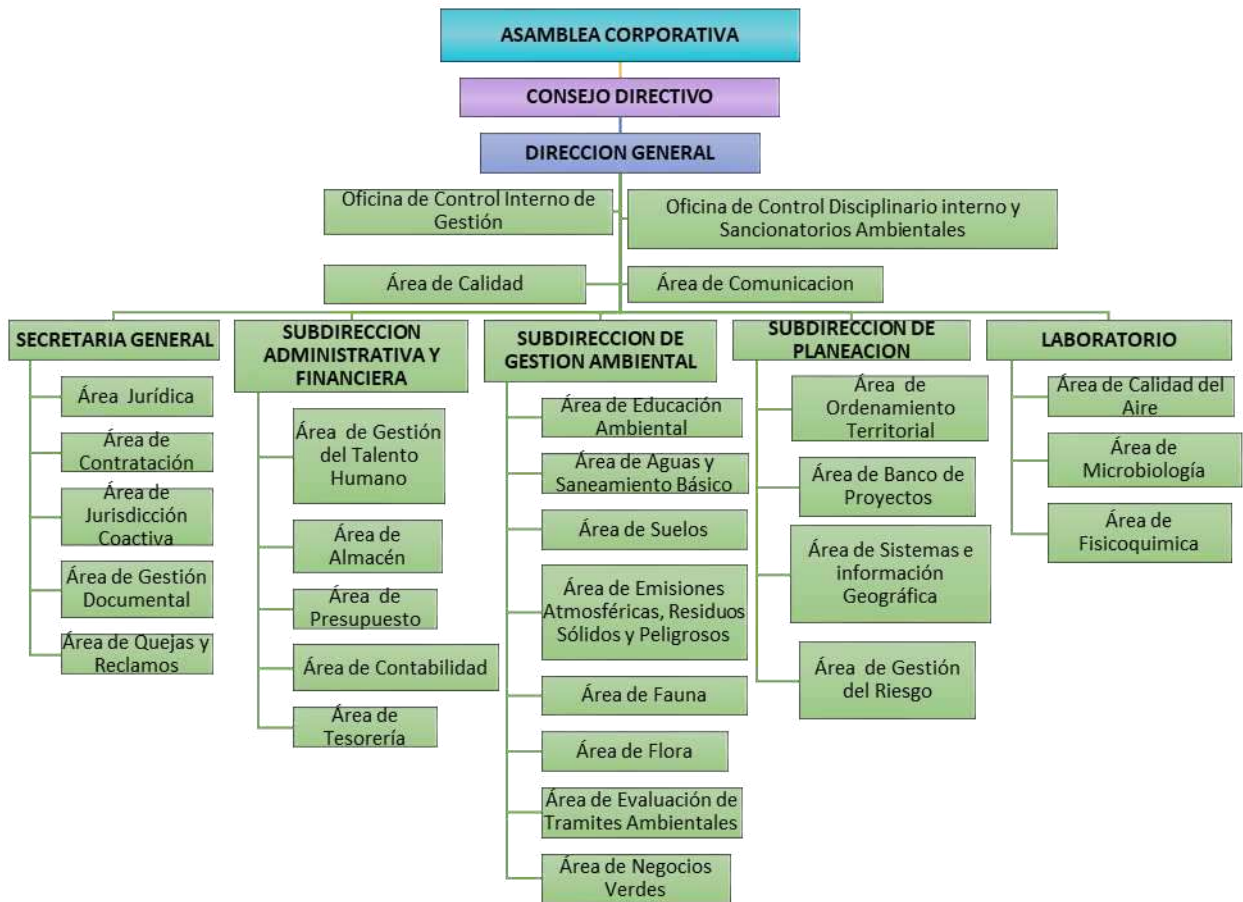 ASAMBLEA CORPORATIVA
CONSEJO DIRECTIVO
DIRECCION GENERAL
Oficina de Control Interno de
Gestión
Oficina de Control Disciplinario interno y
Sancionatorios Ambientales
Área de Calidad
Área de Comunicacion
SECRETARIA GENERAL
Área Jurídica
Área de
Contratación
Área de
Jurisdicción
Coactiva
Área de Gestión
Documental
Área de Quejas y
Reclamos
SUBDIRECCION
ADMINISTRATIVA Y
FINANCIERA
Área de Gestión
del Talento
Humano
Área de
Almacén
Área de
Presupuesto
Área de Contabilidad
Área de
Tesorería
SUBDIRECCION DE
GESTION AMBIENTAL
Área de Educación
Ambiental
Área de Aguas y
Saneamiento Básico
Área de Suelos
Área de Emisiones
Atmosféricas, Residuos
Sólidos y Peligrosos
Área de Fauna
Área de Flora
Área de Evaluación de
Tramites Ambientales
Área de Negocios
Verdes
SUBDIRECCION DE
PLANEACION
Área de
Ordenamiento
Territorial
Área de Banco de
Proyectos
Área de Sistemas e
información
Geográfica
Área de Gestión
del Riesgo
LABORATORIO
Área de Calidad del
Aire
Área de
Microbiología
Área de
Fisicoquimica